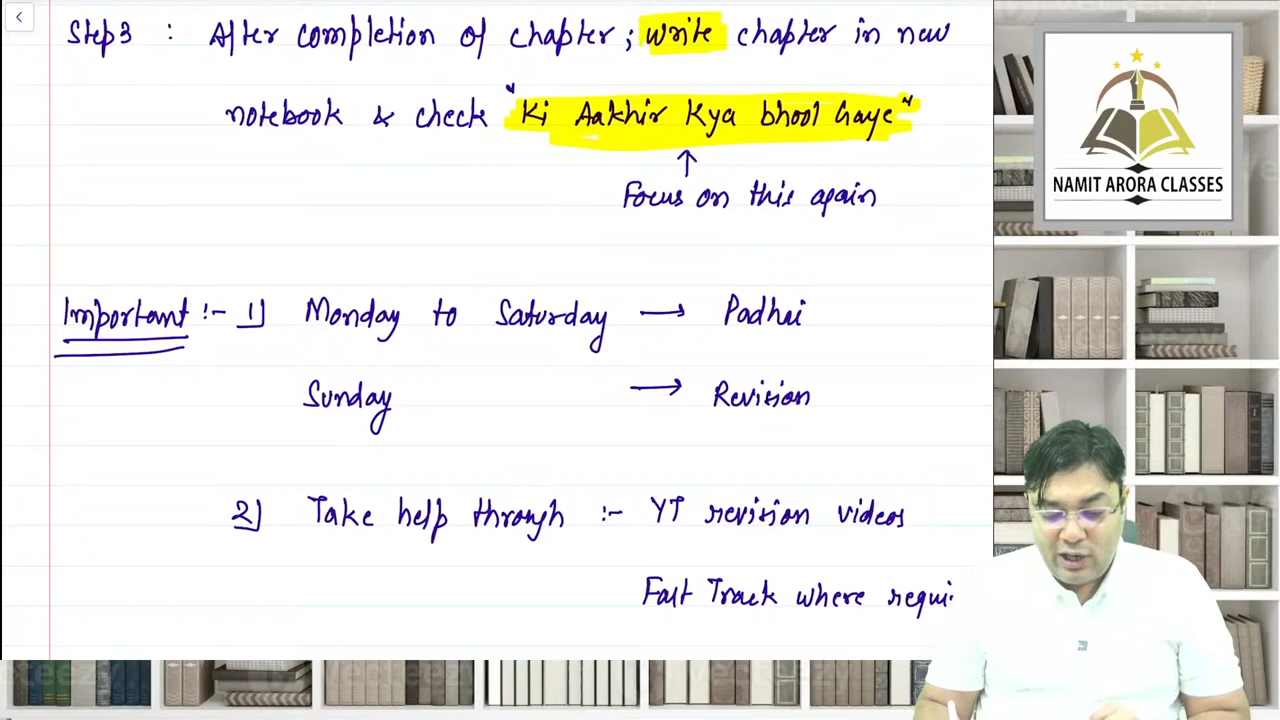 Step3 : After completion of chapter; write chapter in new
notebook & check "Ki Aakhir Kya bhool Gaye"
↑
Focus on this again
NAMIT ARORA CLASSES
Important :- 1) Monday to Saturday → Padhai
Sunday → Revision
2) Take help through :- YT revision videos
Fast Track where requi